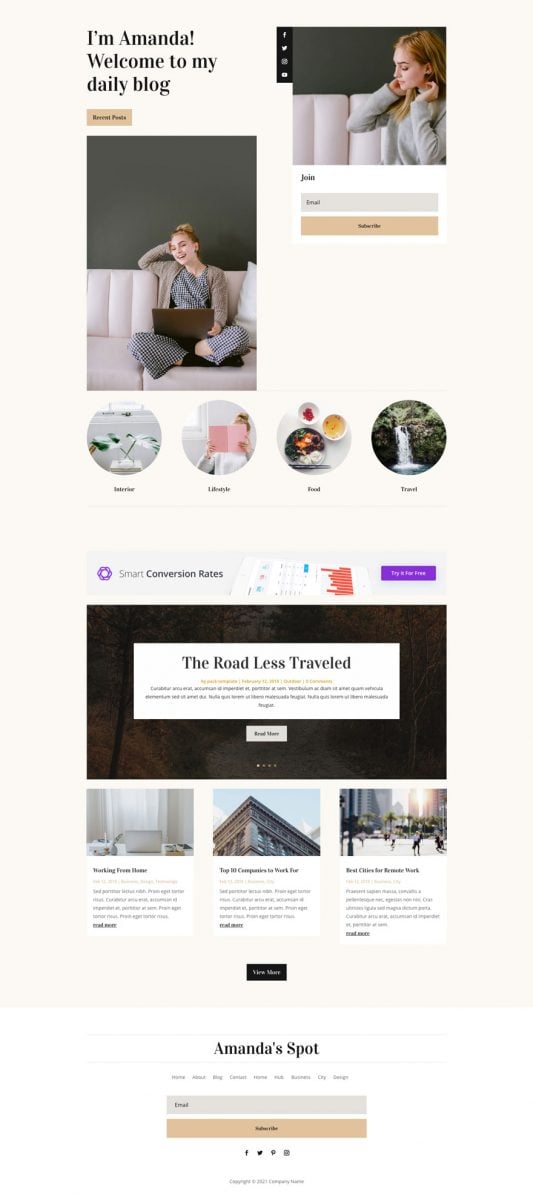 I'm Amanda!
Welcome to my
daily blog
Recent Posts
Join
Email
Subscribe
Interior
Lifestyle
Food
Travel
Smart Conversion Rates
Try It For Free
The Road Less Traveled
by pack-template | February 12, 2018 | Outdoor | 0 Comments
Curabitur arcu erat, accumsan id imperdiet et, porttitor at sem. Vestibulum ac diam sit amet quam vehicula
elementum sed sit amet dui. Nulla quis lorem ut libero malesuada feugiat. Nulla quis lorem ut libero malesuada
feugiat.
Read More
Working From Home
Feb 12, 2018 | Business, Design, Technology
Sed porttitor lectus nibh. Proin eget tortor
risus. Curabitur arcu erat, accumsan id
imperdiet et, porttitor at sem. Proin eget
tortor risus. Proin eget tortor risus.
read more
Top 10 Companies to Work For
Feb 12, 2018 | Business, City
Sed porttitor lectus nibh. Proin eget tortor
risus. Curabitur arcu erat, accumsan id
imperdiet et, porttitor at sem. Proin eget
tortor risus. Proin eget tortor risus.
read more
Best Cities for Remote Work
Feb 12, 2018 | Business, City
Praesent sapien massa, convallis a
pellentesque nec, egestas non nisi. Cras
ultrices ligula sed magna dictum porta.
Curabitur arcu erat, accumsan id imperdiet
et, porttitor at sem.
read more
View More
Amanda's Spot
Home About Blog Contact Home Hub Business City Design
Email
Subscribe
Copyright © 2021 Company Name